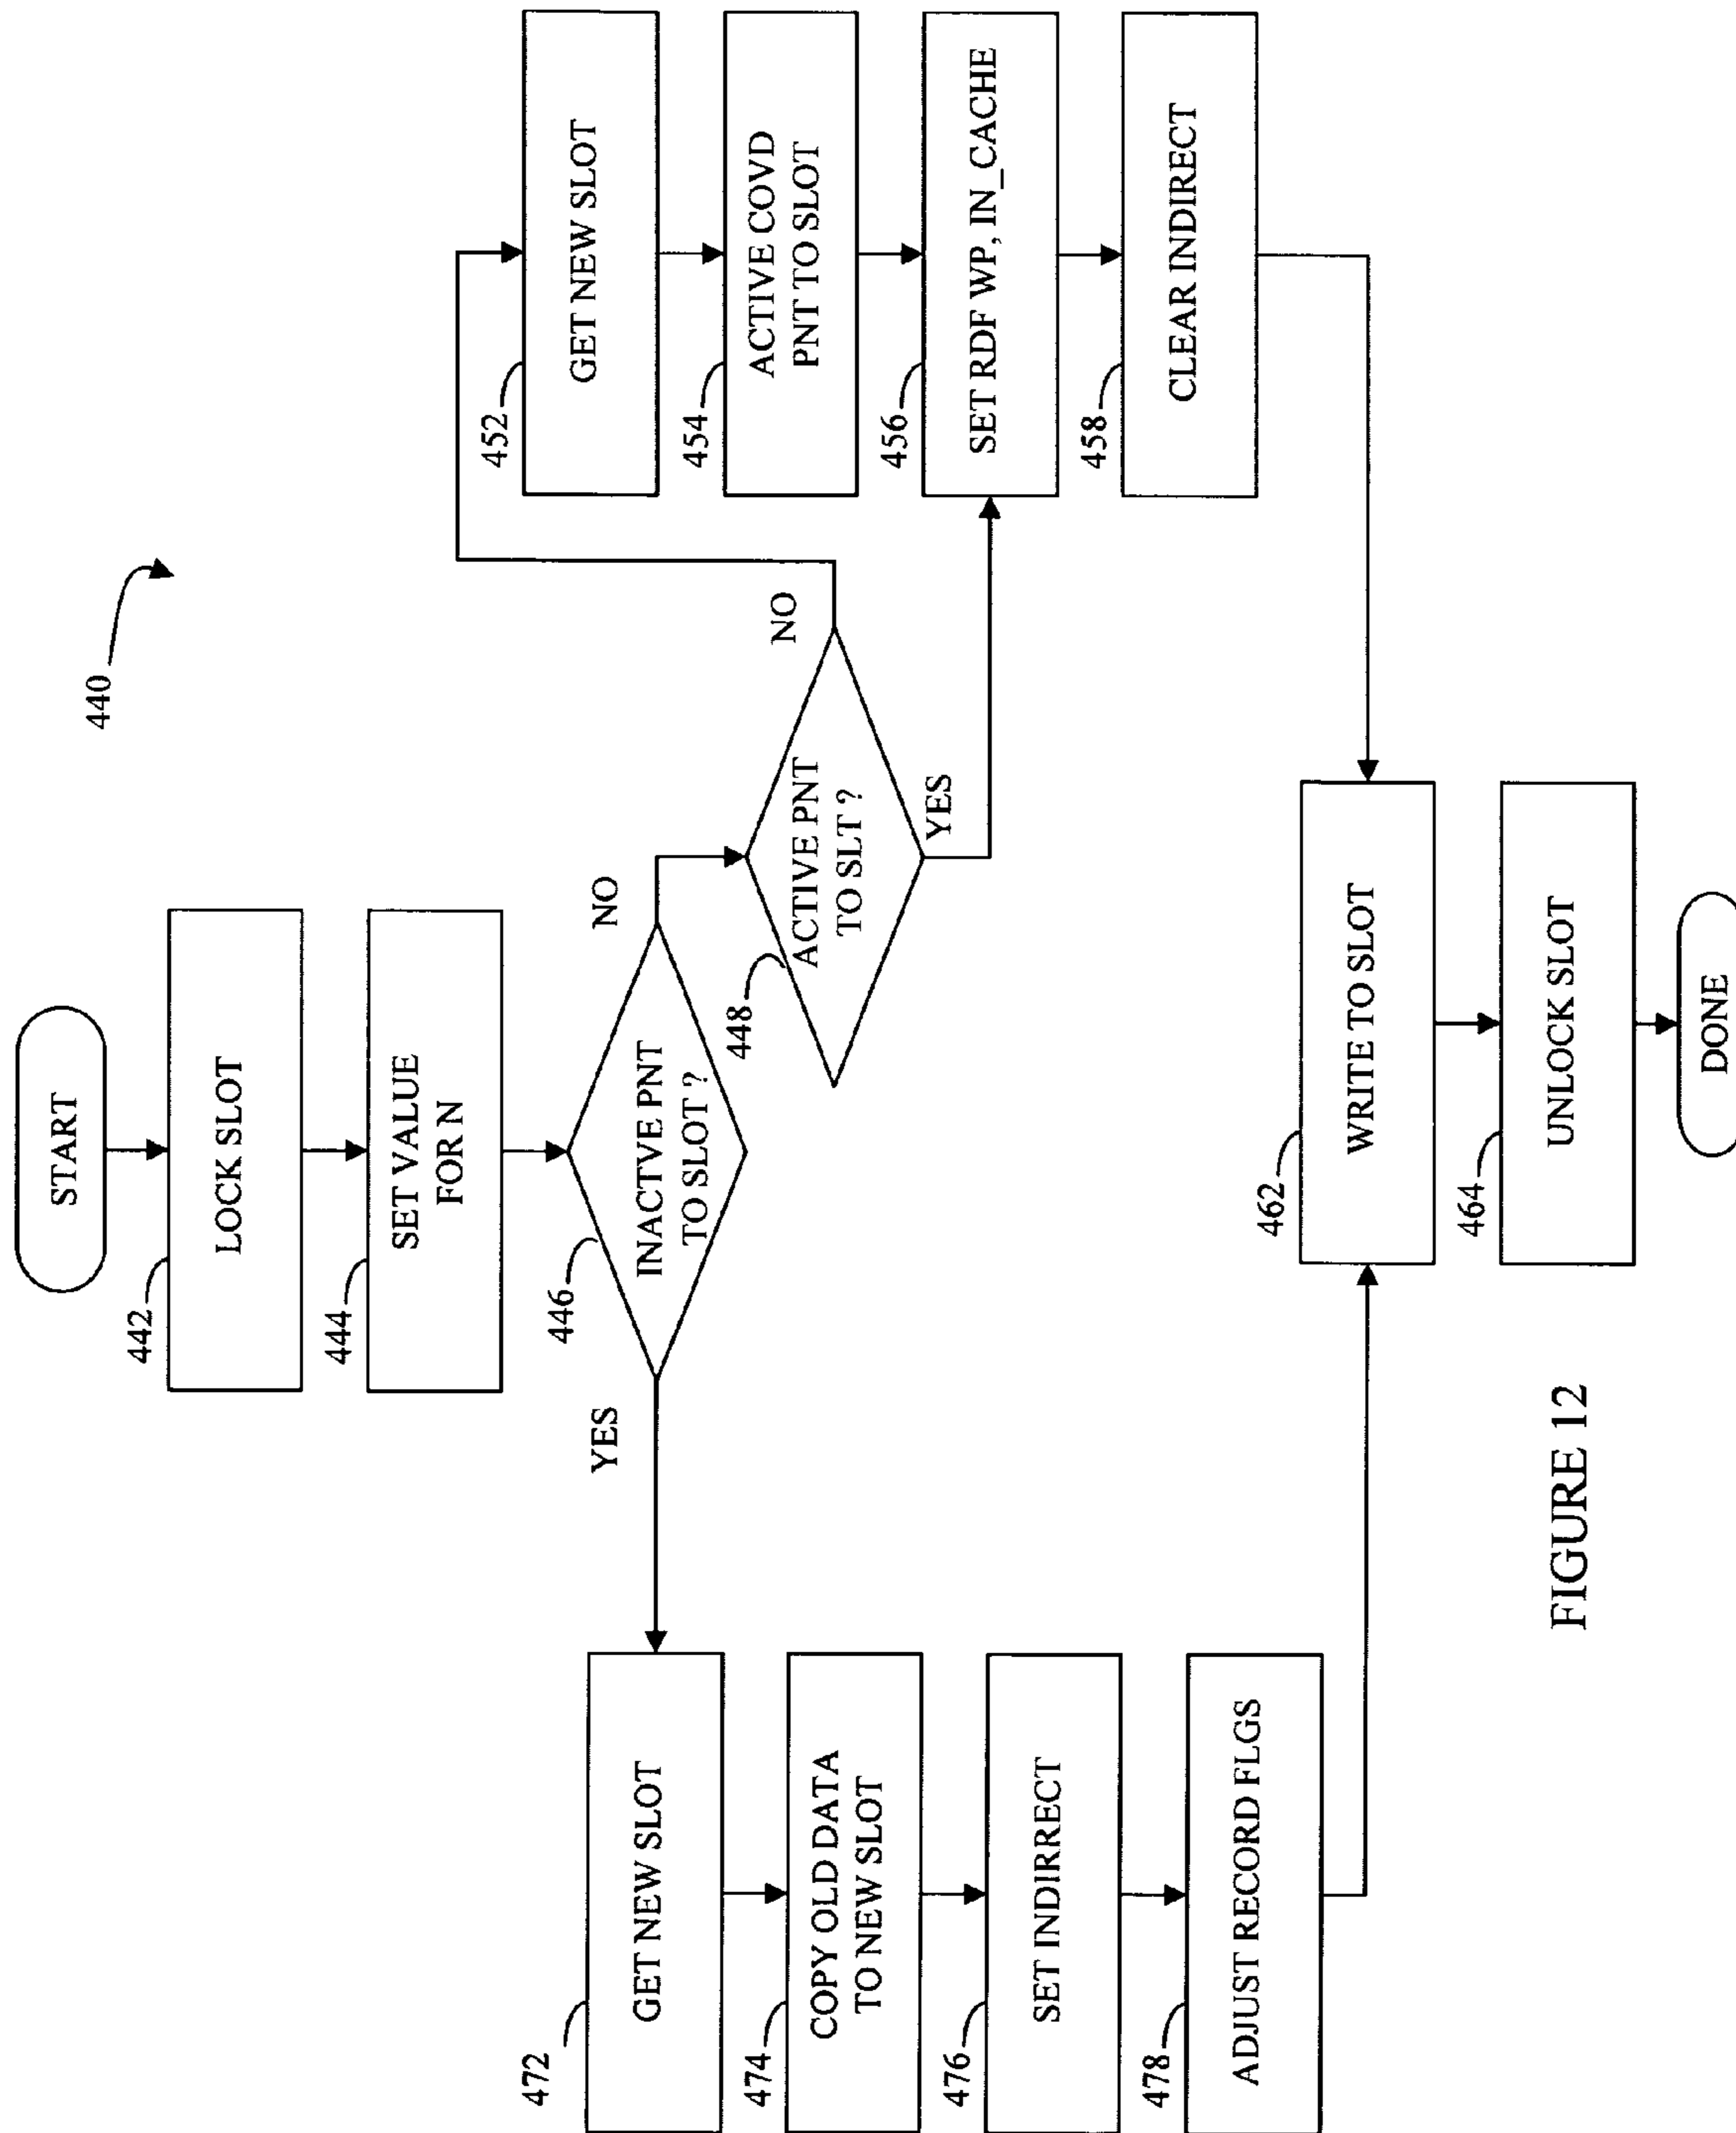 440
START
442
LOCK SLOT
444
SET VALUE
FOR N
446
INACTVE PNT
TO SLOT ?
YES
NO
448
ACTIVE PNT
TO SLT ?
NO
YES
452
GET NEW SLOT
454
ACTIVE COVD
PNT TO SLOT
456
SET RDF WP, IN_CACHE
458
CLEAR INDIRECT
472
GET NEW SLOT
474
COPY OLD DATA
TO NEW SLOT
476
SET INDIRECT
478
ADJUST RECORD FLGS
462
WRITE TO SLOT
464
UNLOCK SLOT
DONE
FIGURE 12